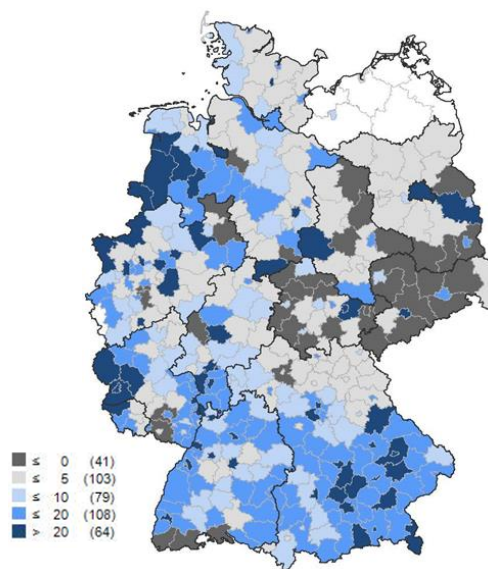 ≤ 0 (41)
≤ 5 (103)
≤ 10 (79)
≤ 20 (108)
> 20 (64)